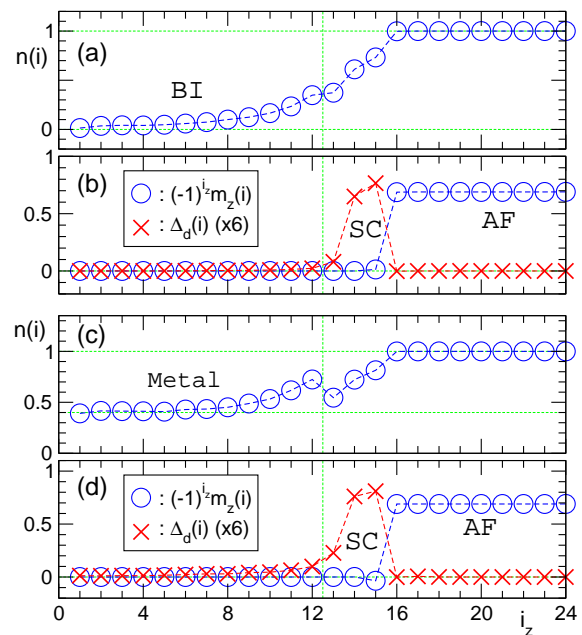 n(i)
(a)
1
BI
0
1
(b)
○ : (-1)^{i_z} m_z(i)
× : Δ_d(i) (x6)
0.5
SC
AF
0
n(i)
(c)
1
Metal
0.5
0
1
(d)
○ : (-1)^{i_z} m_z(i)
× : Δ_d(i) (x6)
0.5
SC
AF
0
0 4 8 12 16 20 24
i_z